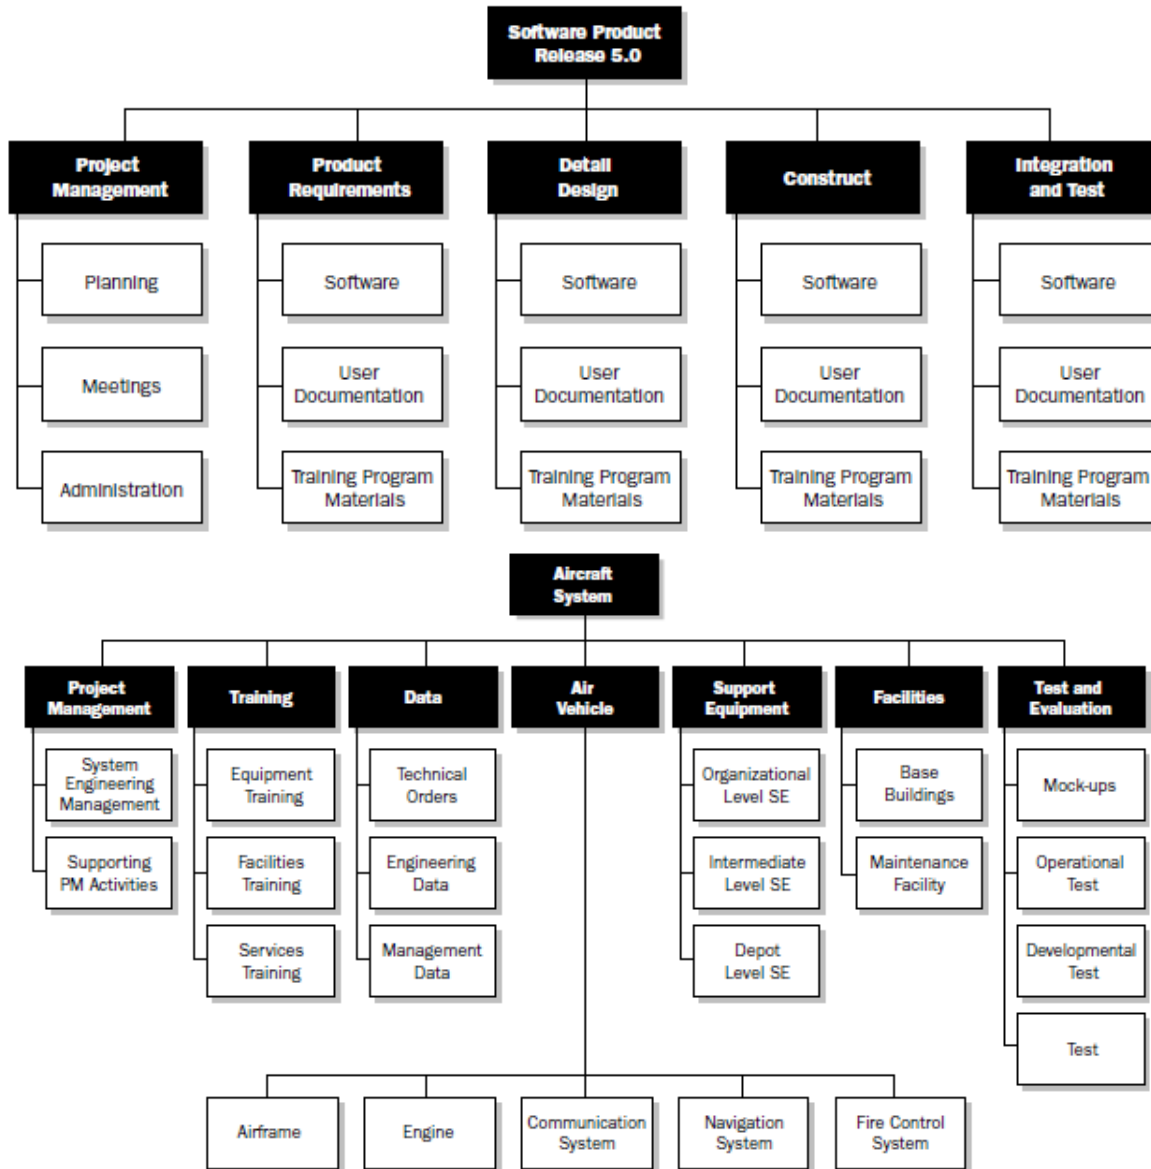 Software Product
Release 5.0
Project
Management
Product
Requirements
Detail
Design
Construct
Integration
and Test
Planning
Software
Software
Software
Software
Meetings
User
Documentation
User
Documentation
User
Documentation
User
Documentation
Administration
Training Program
Materials
Training Program
Materials
Training Program
Materials
Training Program
Materials
Aircraft
System
Project
Management
Training
Data
Air
Vehicle
Support
Equipment
Facilities
Test and
Evaluation
System
Engineering
Management
Equipment
Training
Technical
Orders
Organizational
Level SE
Base
Buildings
Mock-ups
Supporting
PM Activities
Facilities
Training
Engineering
Data
Intermediate
Level SE
Maintenance
Facility
Operational
Test
Services
Training
Management
Data
Depot
Level SE
Developmental
Test
Test
Airframe
Engine
Communication
System
Navigation
System
Fire Control
System